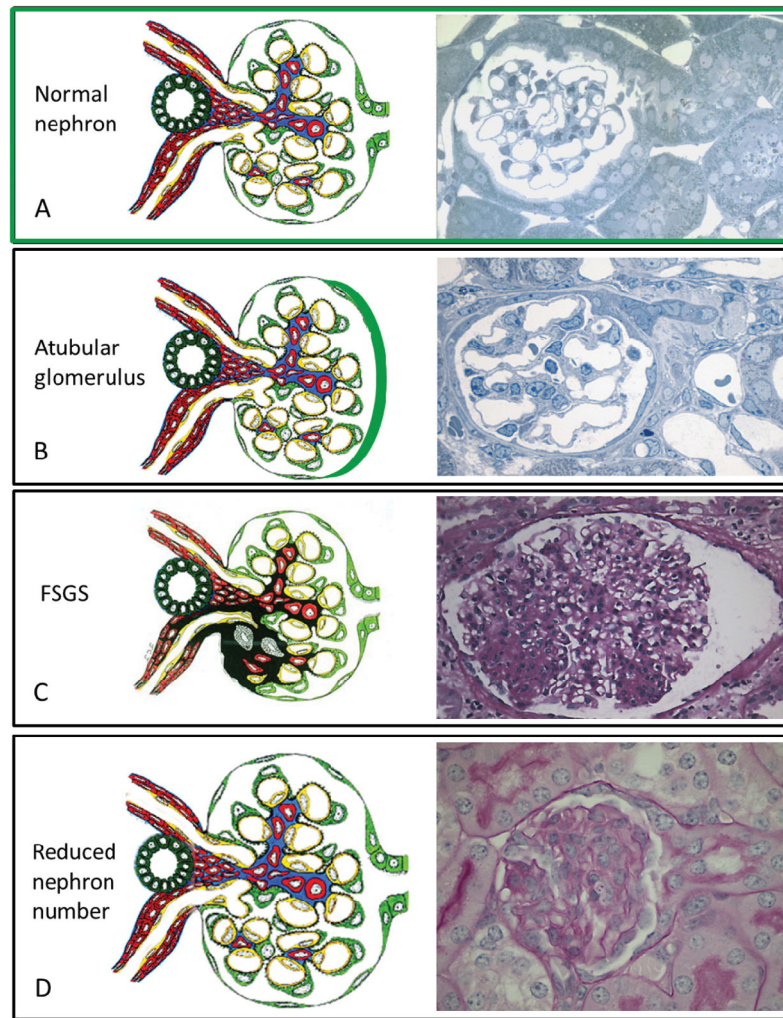 Normal
nephron
A
Atubular
glomerulus
B
FSGS
C
Reduced
nephron
number
D